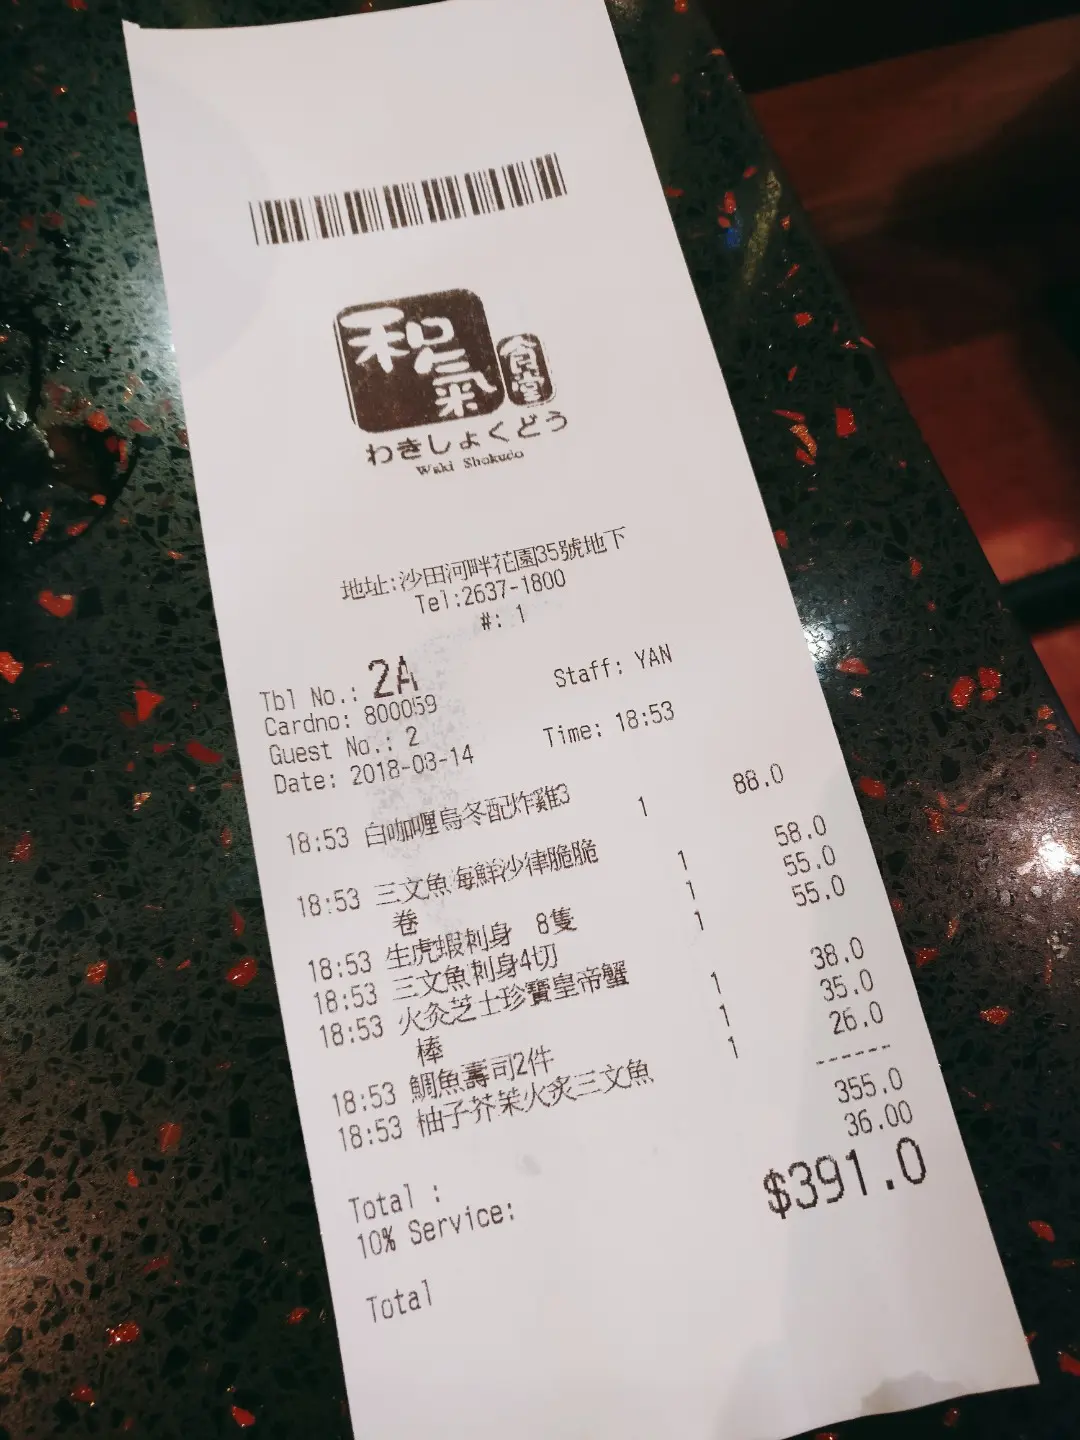 和氣
食堂
わきしょくどう
Waki Shokudo
地址:沙田河畔花園35號地下
Tel:2637-1800
#: 1
Tbl No.: 2A Staff: YAN
Cardno: 800059
Guest No.: 2
Date: 2018-03-14 Time: 18:53
18:53 白咖喱烏冬配炸雞3 1 88.0
18:53 三文魚海鮮沙律脆脆 1 58.0
卷
18:53 生虎蝦刺身 8隻 1 55.0
18:53 三文魚刺身4切 1 55.0
18:53 火灸芝士珍寶皇帝蟹 1 38.0
棒
18:53 鯛魚壽司2件 1 35.0
18:53 柚子芥茉火炙三文魚 1 26.0
------
Total : 355.0
10% Service: 36.00
Total $391.0